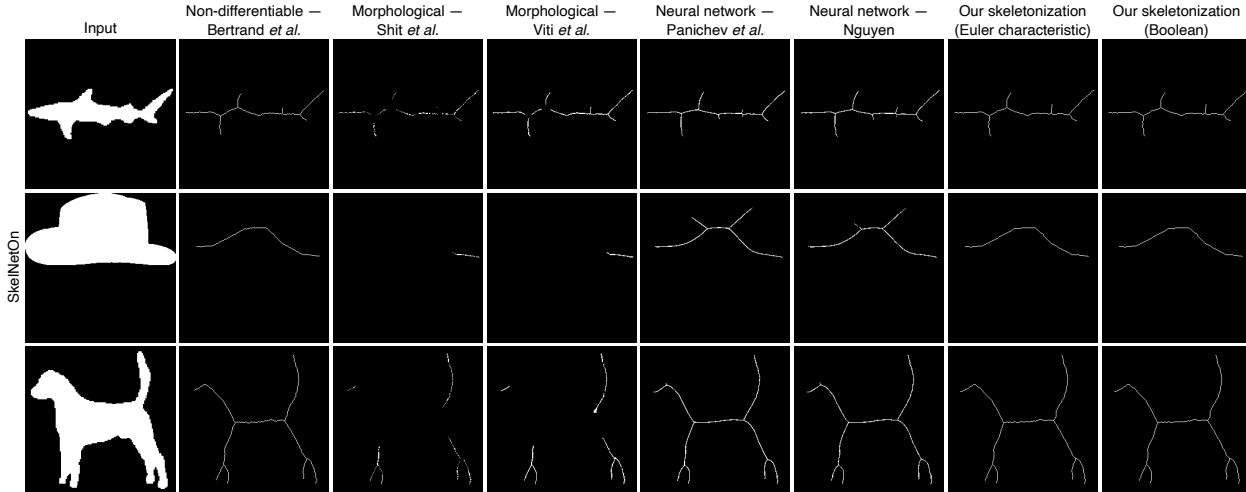 Input
Non-differentiable —
Bertrand et al.
Morphological —
Shit et al.
Morphological —
Viti et al.
Neural network —
Panichev et al.
Neural network —
Nguyen
Our skeletonization
(Euler characteristic)
Our skeletonization
(Boolean)
SkelNetOn